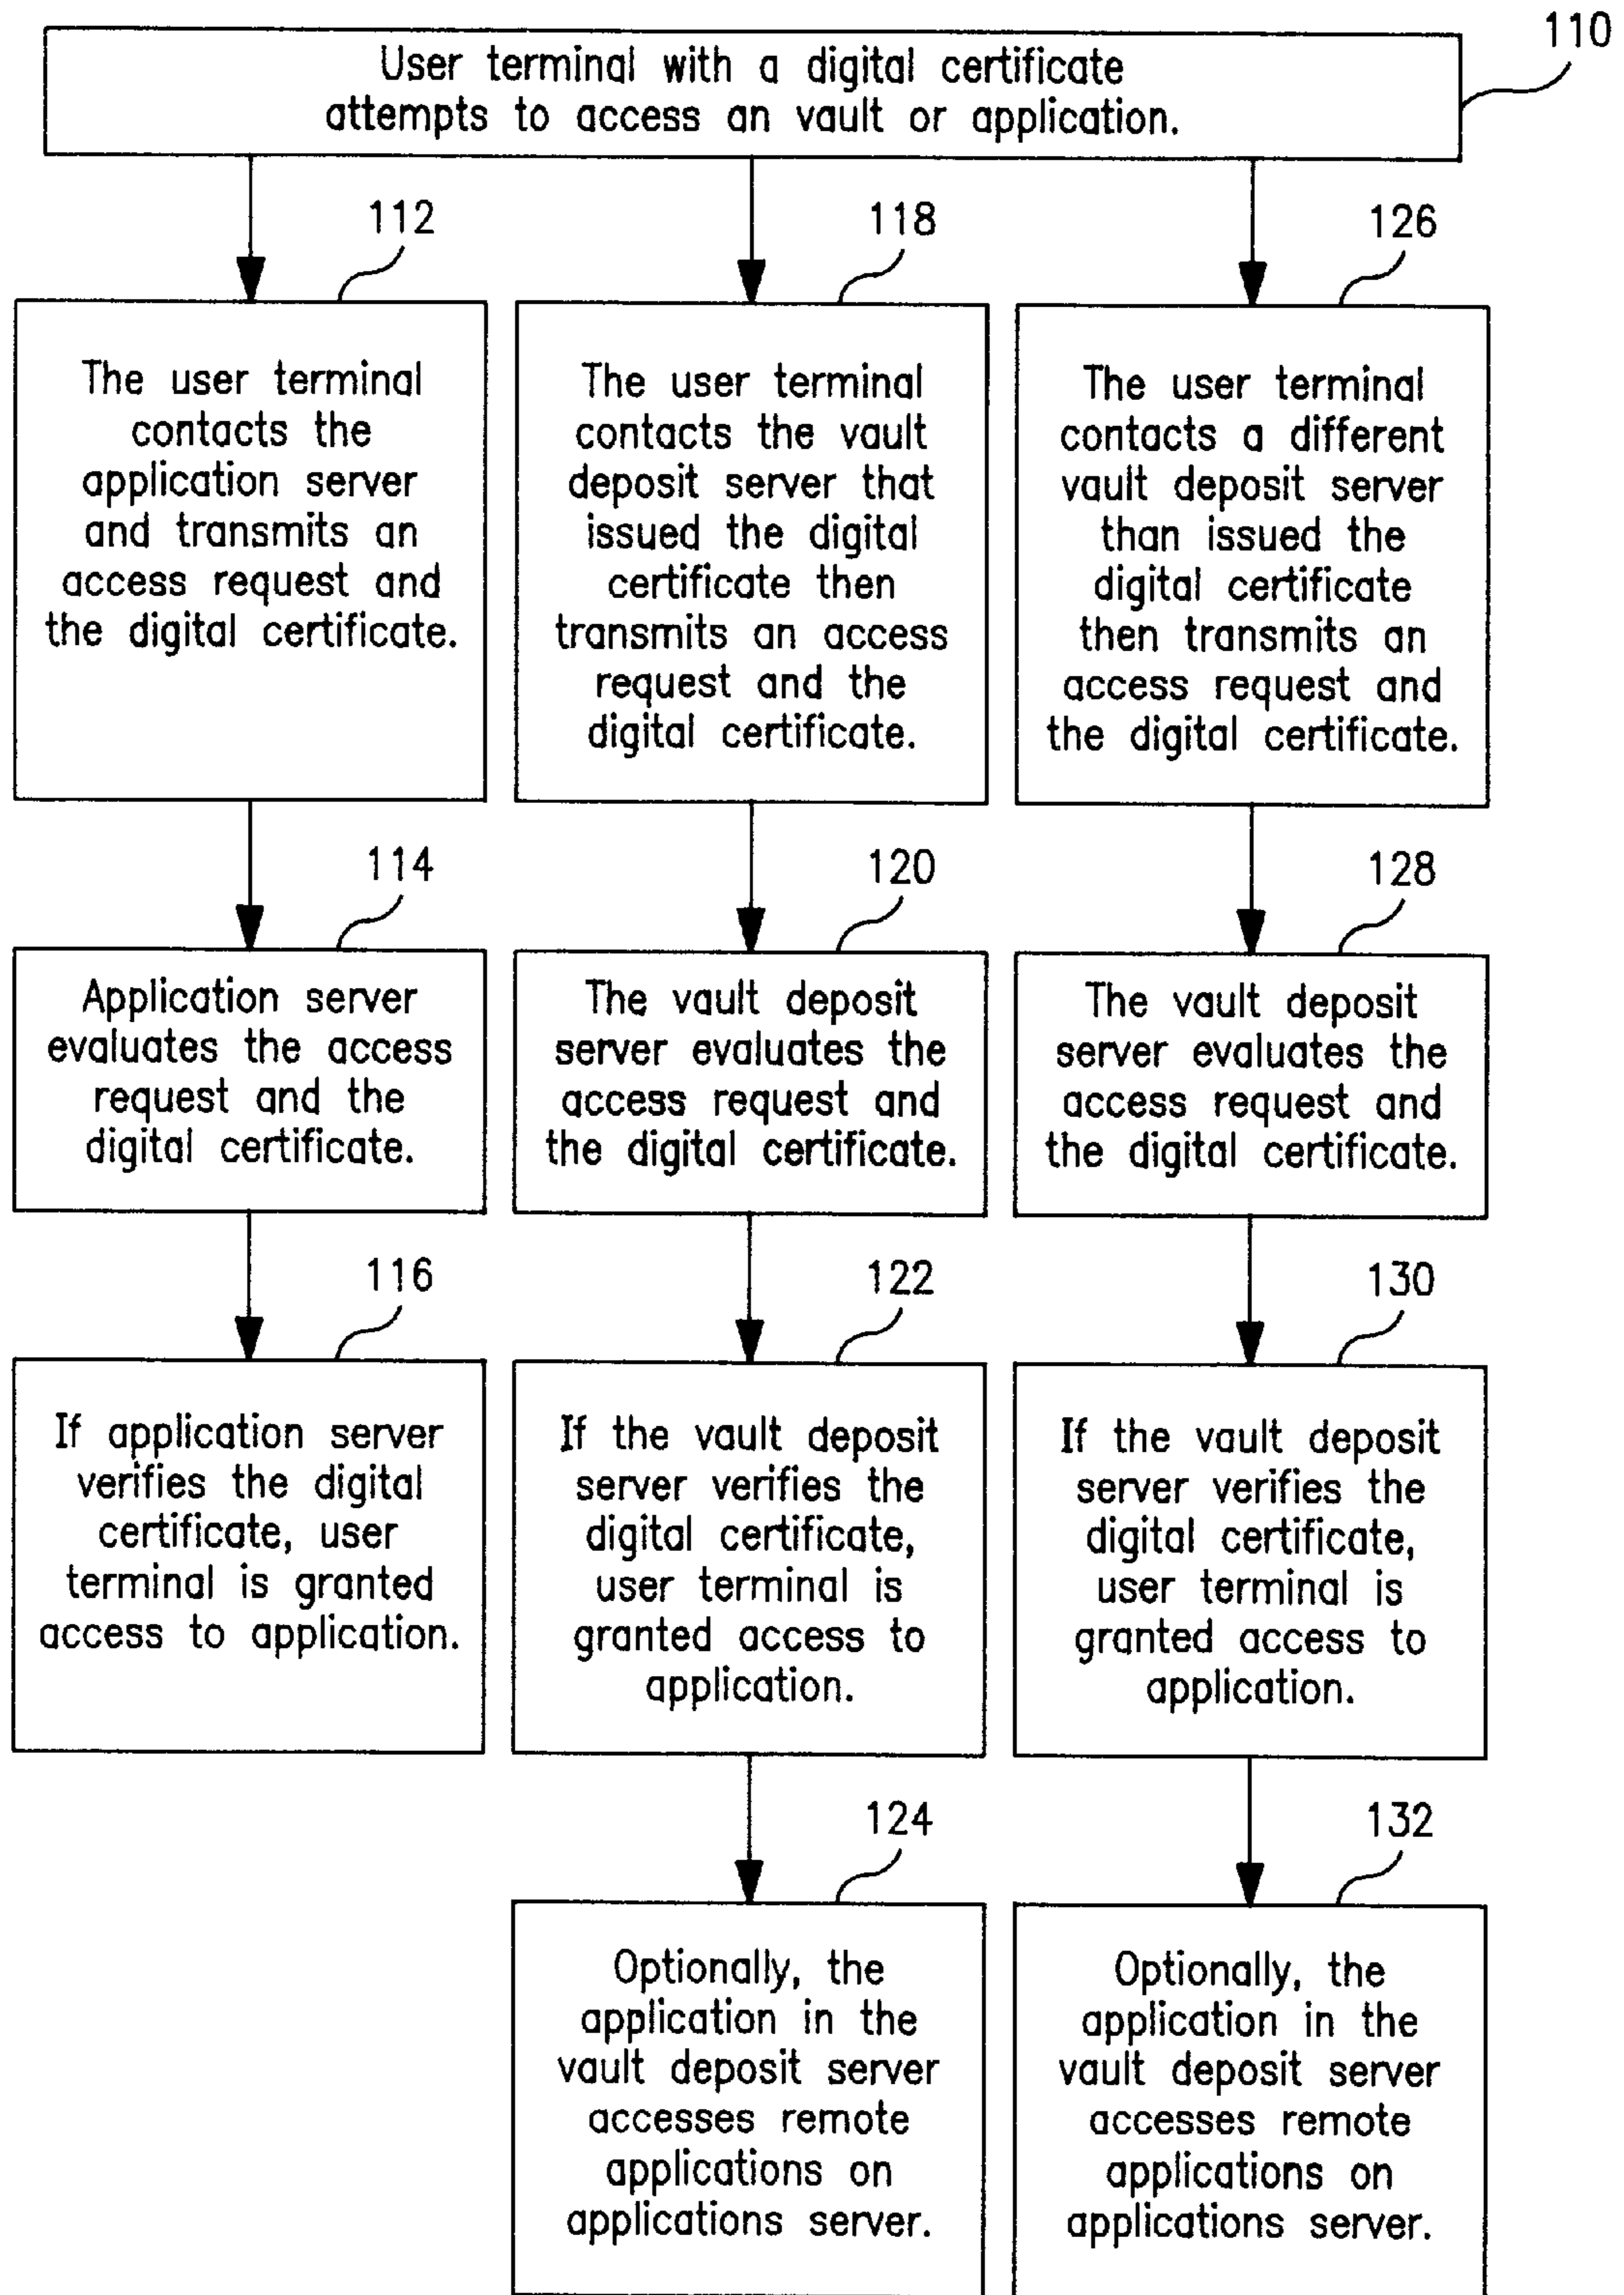 110
User terminal with a digital certificate
attempts to access an vault or application.
112
The user terminal
contacts the
application server
and transmits an
access request and
the digital certificate.
114
Application server
evaluates the access
request and the
digital certificate.
116
If application server
verifies the digital
certificate, user
terminal is granted
access to application.
118
The user terminal
contacts the vault
deposit server that
issued the digital
certificate then
transmits an access
request and the
digital certificate.
120
The vault deposit
server evaluates the
access request and
the digital certificate.
122
If the vault deposit
server verifies the
digital certificate,
user terminal is
granted access to
application.
124
Optionally, the
application in the
vault deposit server
accesses remote
applications on
applications server.
126
The user terminal
contacts a different
vault deposit server
than issued the
digital certificate
then transmits an
access request and
the digital certificate.
128
The vault deposit
server evaluates the
access request and
the digital certificate.
130
If the vault deposit
server verifies the
digital certificate,
user terminal is
granted access to
application.
132
Optionally, the
application in the
vault deposit server
accesses remote
applications on
applications server.